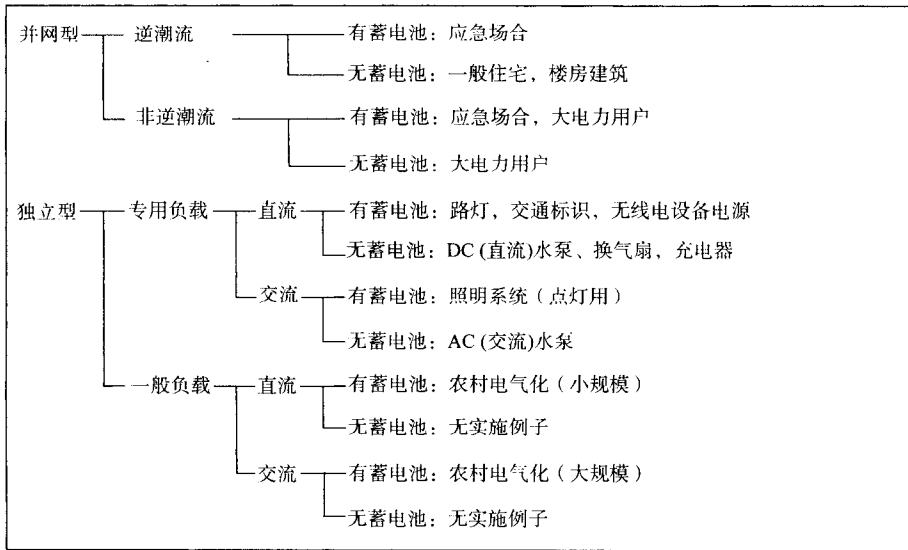 并网型 逆潮流 有蓄电池：应急场合
无蓄电池：一般住宅，楼房建筑
非逆潮流 有蓄电池：应急场合，大电力用户
无蓄电池：大电力用户
独立型 专用负载 直流 有蓄电池：路灯，交通标识，无线电设备电源
无蓄电池：DC (直流)水泵、换气扇，充电器
交流 有蓄电池：照明系统（点灯用）
无蓄电池：AC (交流)水泵
一般负载 直流 有蓄电池：农村电气化（小规模）
无蓄电池：无实施例子
交流 有蓄电池：农村电气化（大规模）
无蓄电池：无实施例子